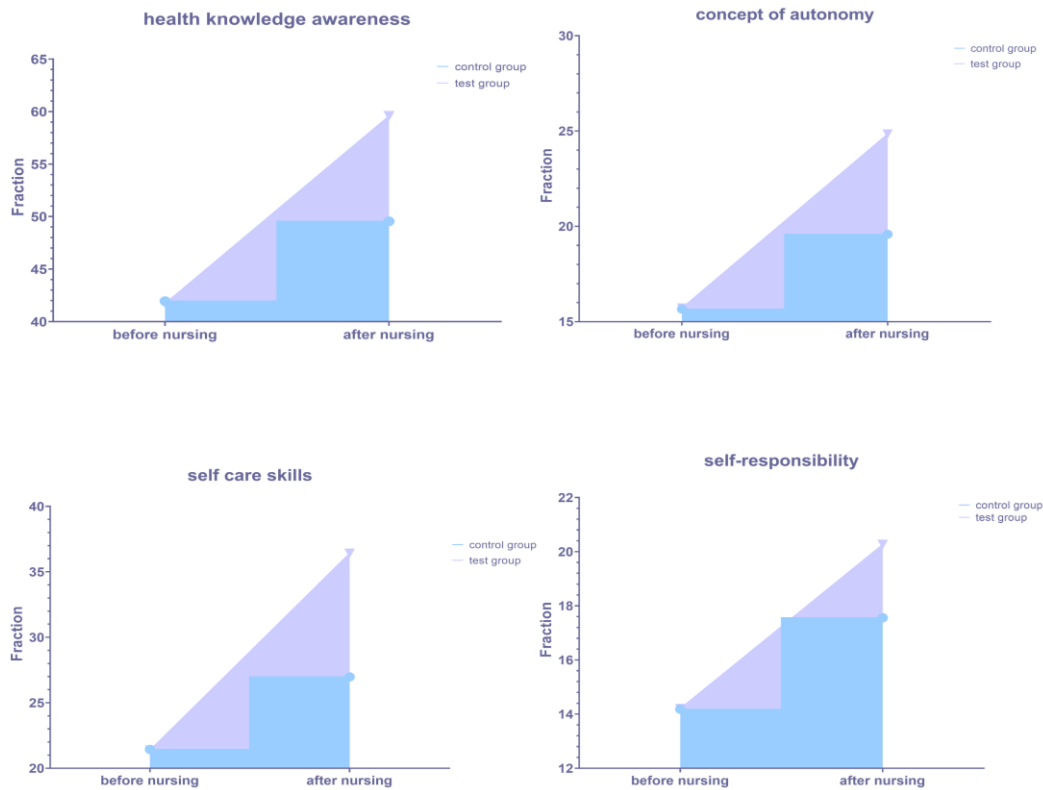 health knowledge awareness
65
60
55
50
45
40
Fraction
control group
test group
before nursing
after nursing
concept of autonomy
30
25
20
15
Fraction
control group
test group
before nursing
after nursing
self care skills
40
35
30
25
20
Fraction
control group
test group
before nursing
after nursing
self-responsibility
22
20
18
16
14
12
Fraction
control group
test group
before nursing
after nursing